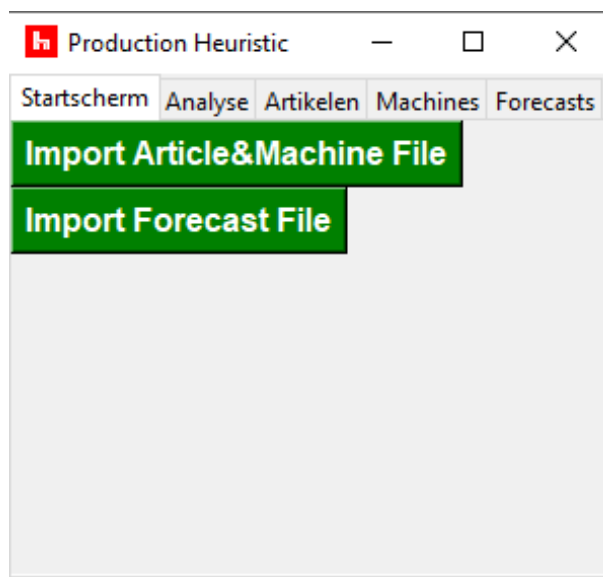 h Production Heuristic
Startscherm Analyse Artikelen Machines Forecasts
Import Article&Machine File
Import Forecast File